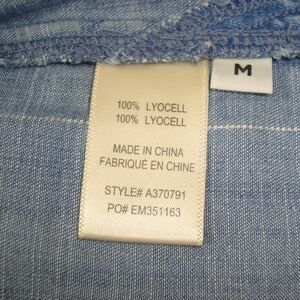 M
100% LYOCELL
100% LYOCELL
MADE IN CHINA
FABRIQUÉ EN CHINE
STYLE# A370791
PO# EM351163